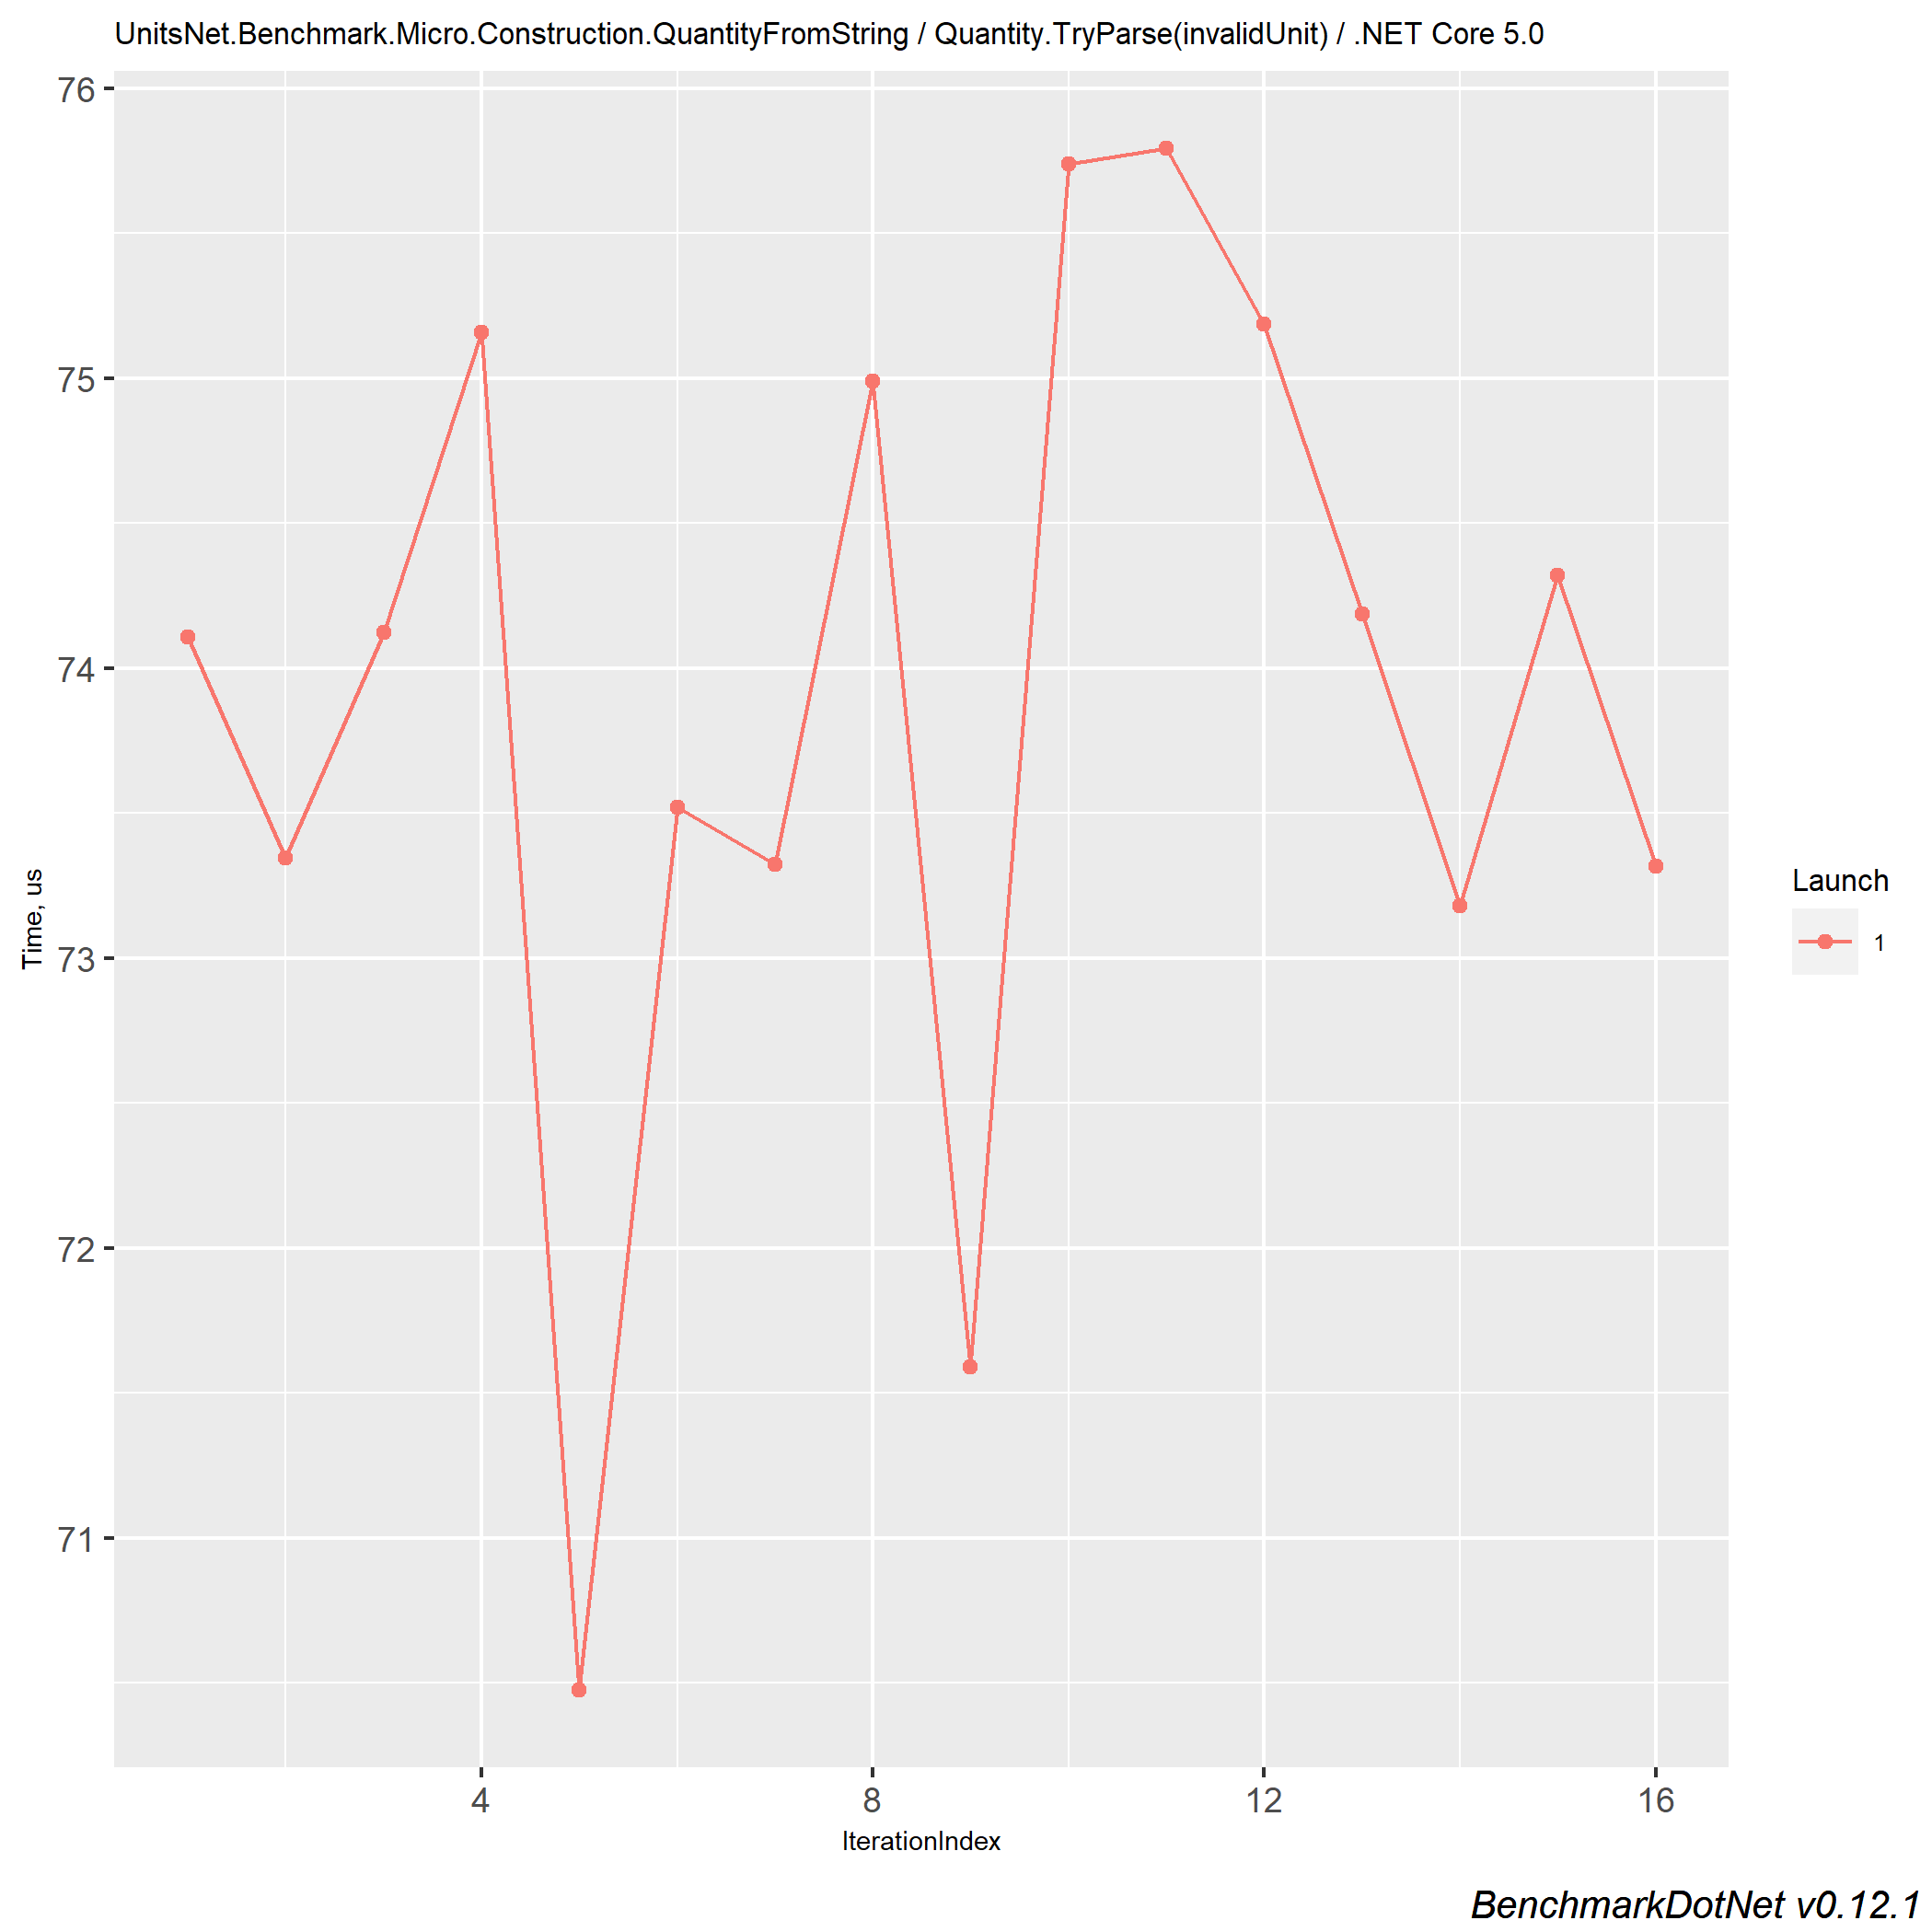 UnitsNet.Benchmark.Micro.Construction.QuantityFromString / Quantity.TryParse(invalidUnit) / .NET Core 5.0
76
75
74
73
72
71
Time, us
4 8 12 16
IterationIndex
Launch
1
BenchmarkDotNet v0.12.1